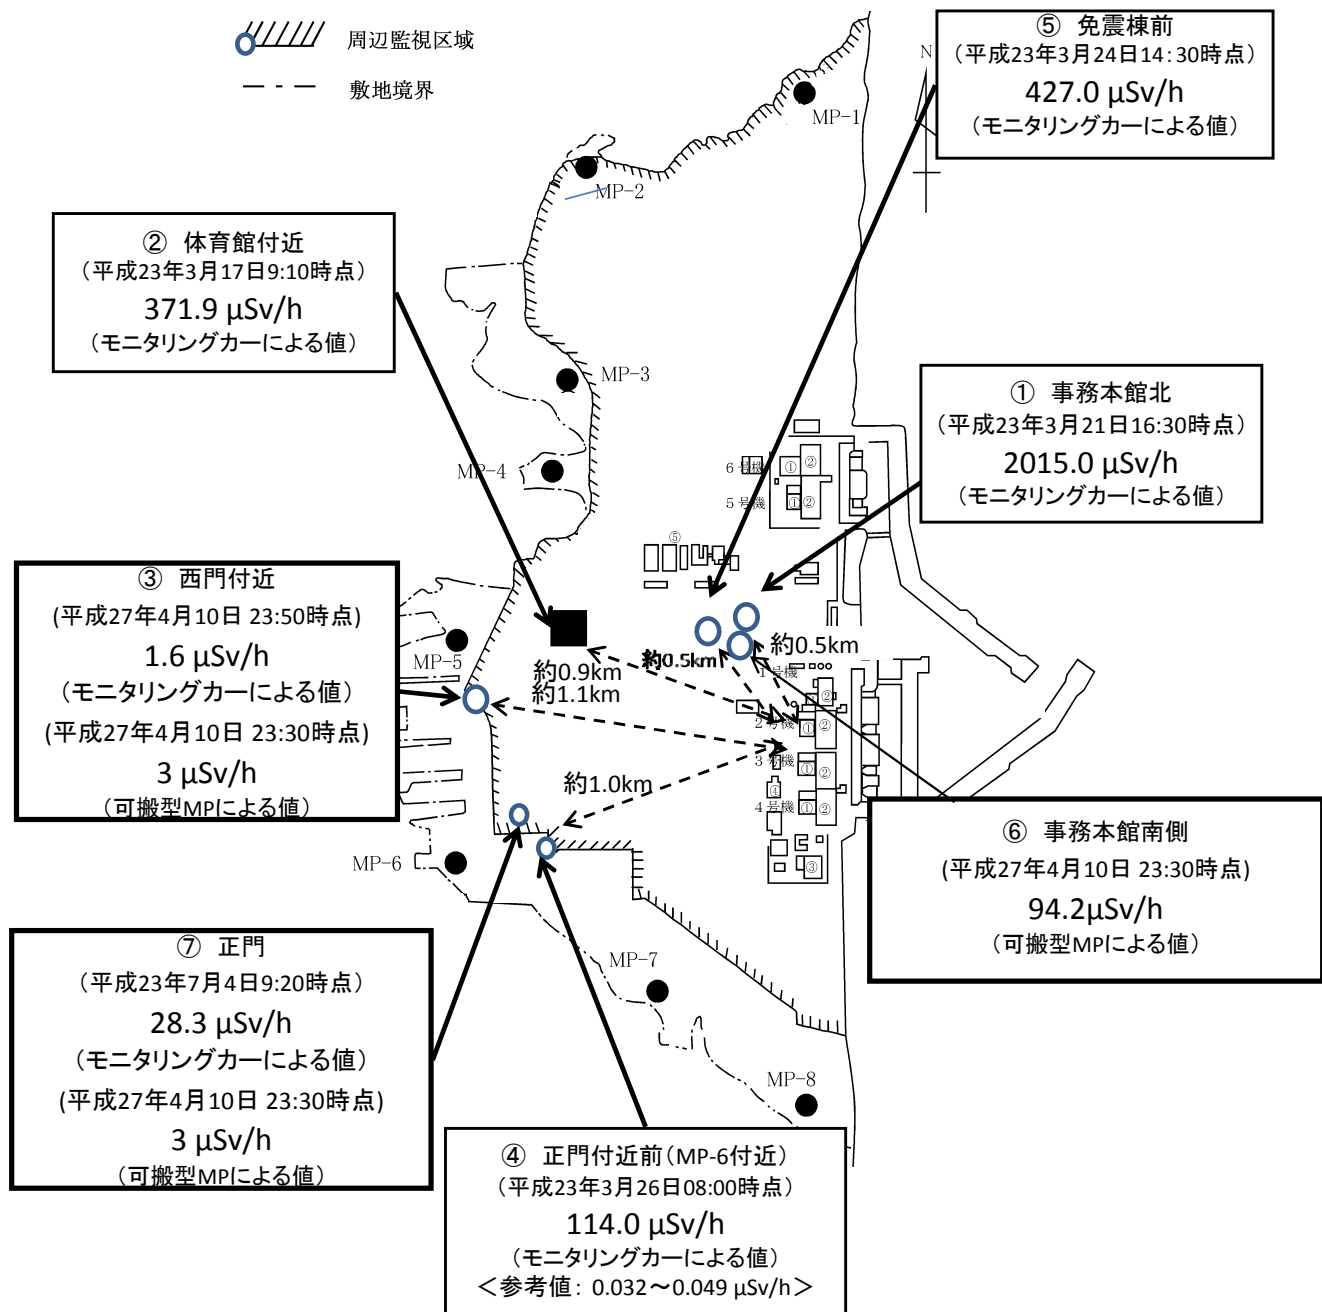 周辺監視区域
敷地境界
⑤ 免震棟前
(平成23年3月24日14:30時点)
427.0 μSv/h
(モニタリングカーによる値)
N
MP-1
MP-2
② 体育館付近
(平成23年3月17日9:10時点)
371.9 μSv/h
(モニタリングカーによる値)
MP-3
① 事務本館北
(平成23年3月21日16:30時点)
2015.0 μSv/h
(モニタリングカーによる値)
MP-4
6号機
① ②
5号機
① ②
⑤
③ 西門付近
(平成27年4月10日 23:50時点)
1.6 μSv/h
(モニタリングカーによる値)
(平成27年4月10日 23:30時点)
3 μSv/h
(可搬型MPによる値)
MP-5
約0.9km
約1.1km
約0.5km
約0.5km
1号機
②
2号機
① ②
3号機
① ②
約1.0km
④
4号機
① ②
③
MP-6
⑥ 事務本館南側
(平成27年4月10日 23:30時点)
94.2μSv/h
(可搬型MPによる値)
⑦ 正門
(平成23年7月4日9:20時点)
28.3 μSv/h
(モニタリングカーによる値)
(平成27年4月10日 23:30時点)
3 μSv/h
(可搬型MPによる値)
MP-7
MP-8
④ 正門付近前(MP-6付近)
(平成23年3月26日08:00時点)
114.0 μSv/h
(モニタリングカーによる値)
<参考値: 0.032～0.049 μSv/h>